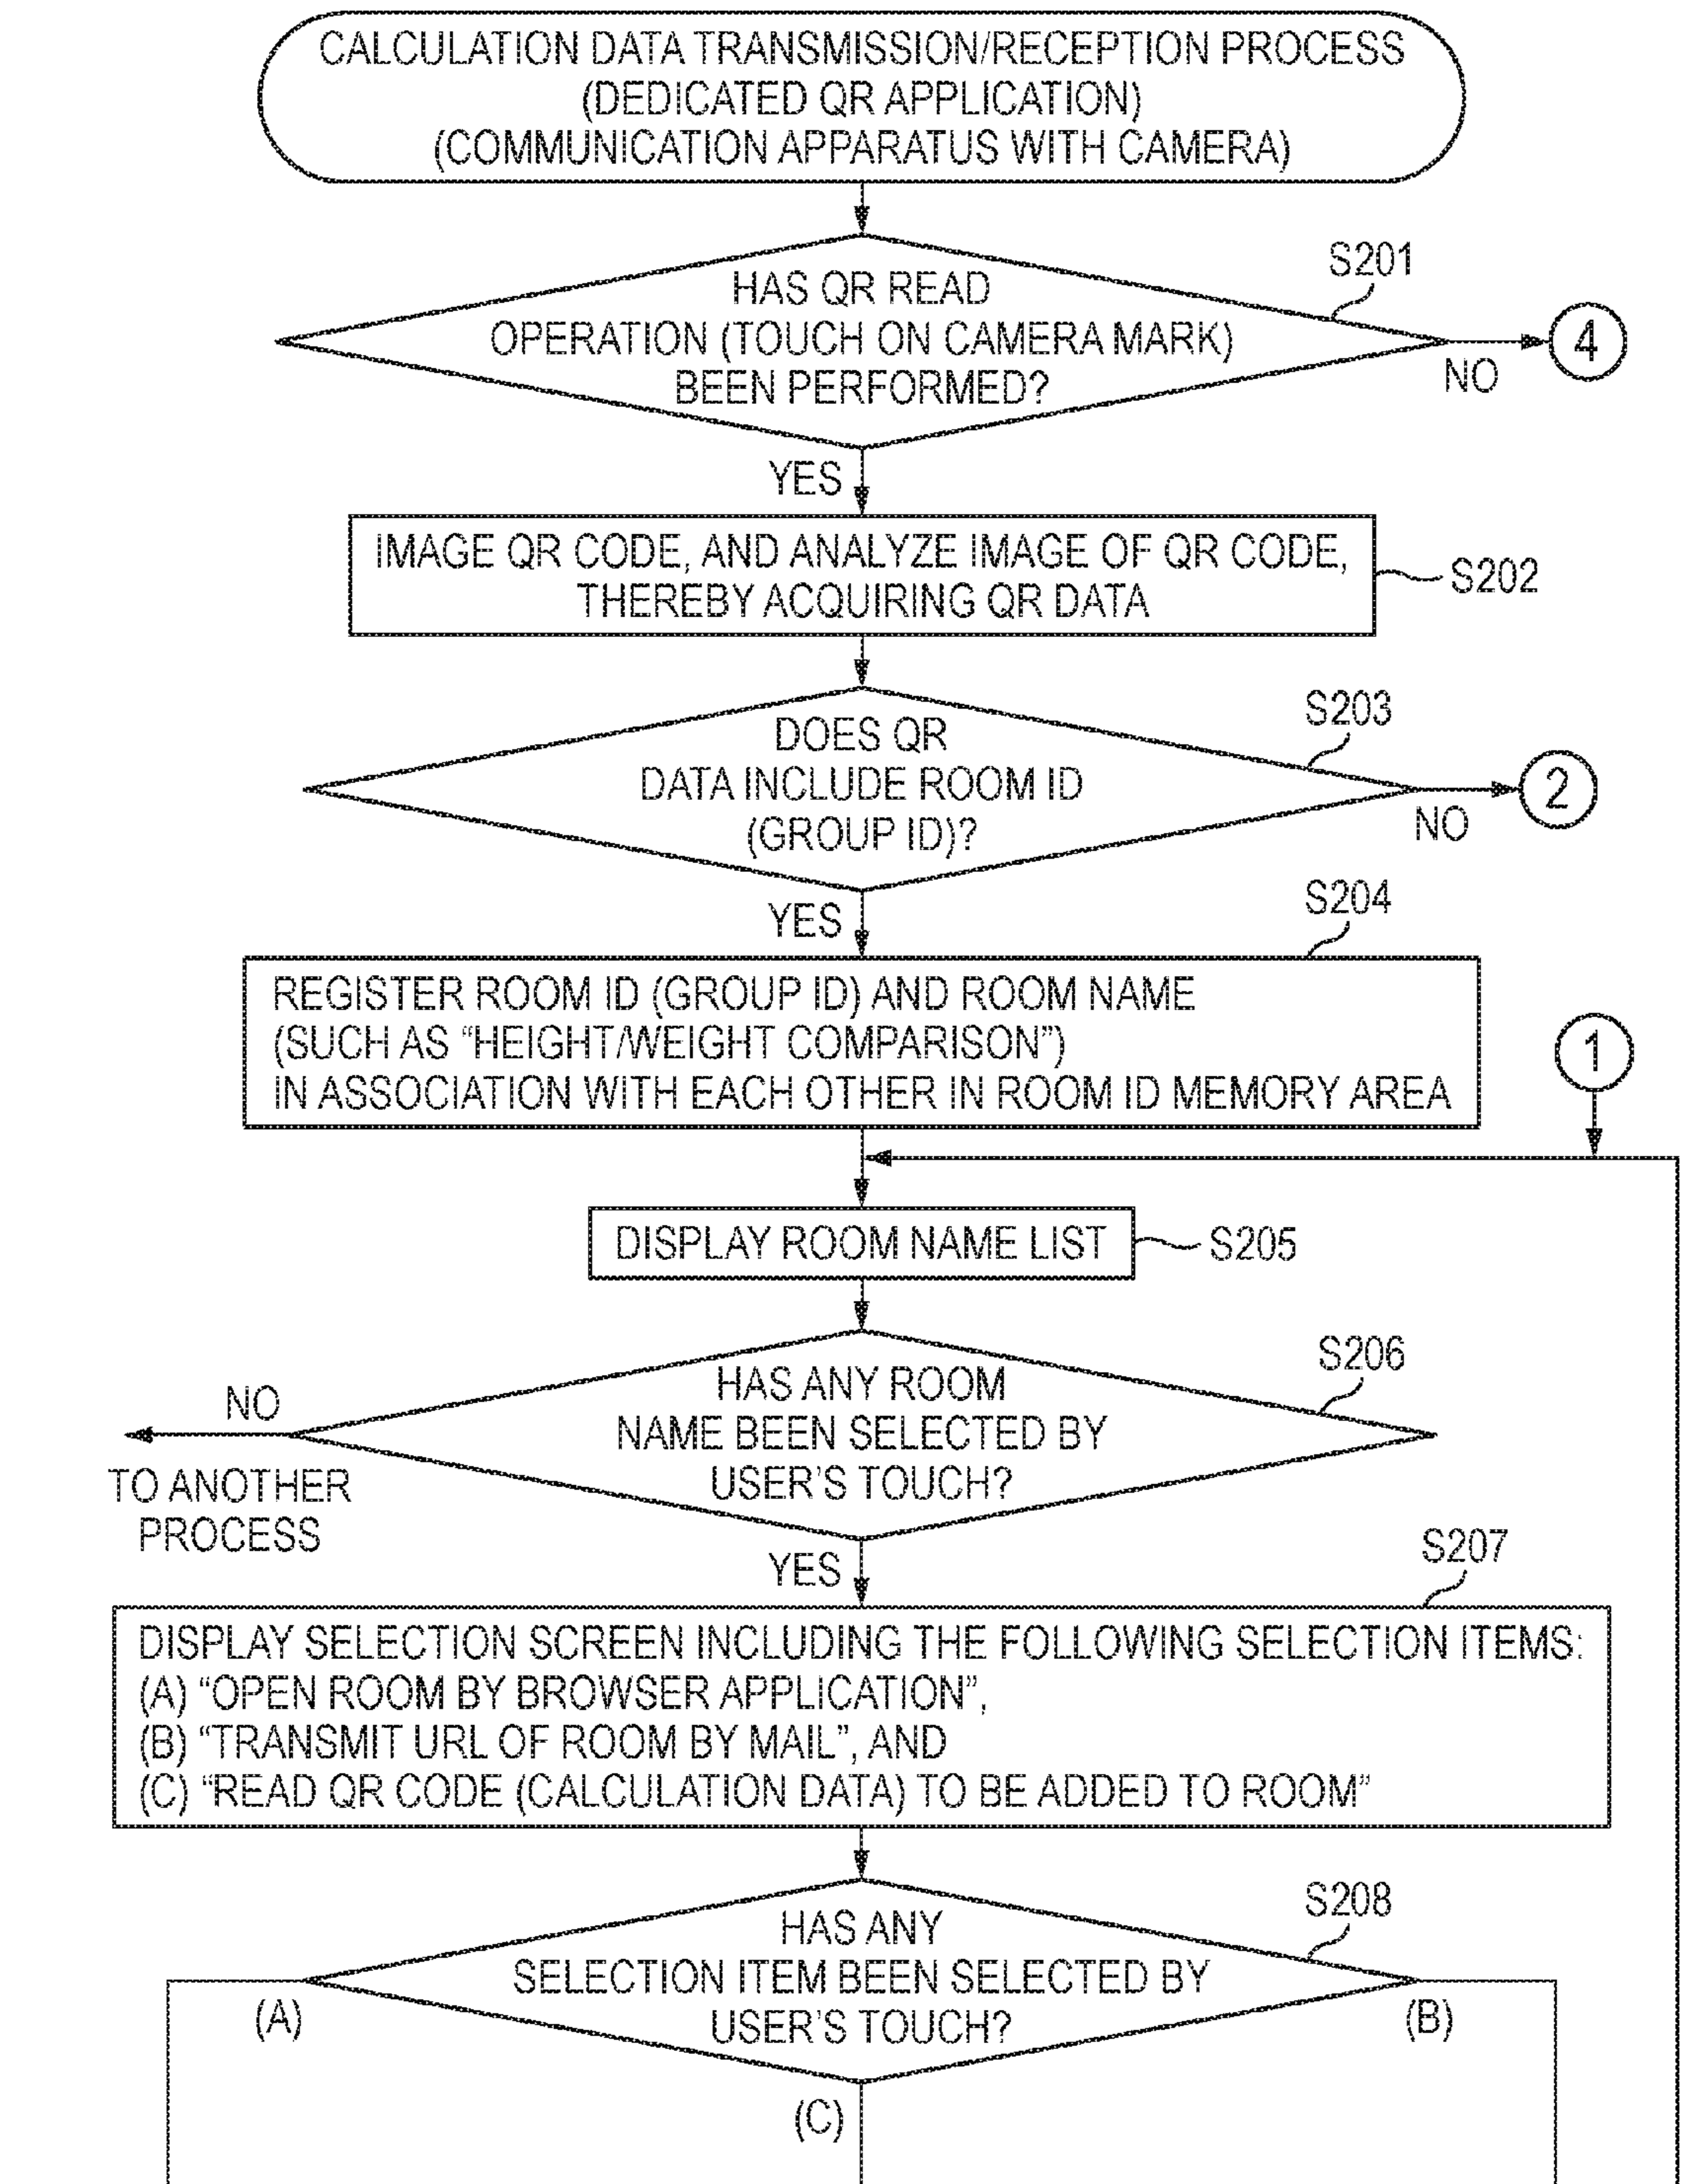 CALCULATION DATA TRANSMISSION/RECEPTION PROCESS
(DEDICATED QR APPLICATION)
(COMMUNICATION APPARATUS WITH CAMERA)
S201
HAS QR READ
OPERATION (TOUCH ON CAMERA MARK)
BEEN PERFORMED?
4
NO
YES
IMAGE QR CODE, AND ANALYZE IMAGE OF QR CODE,
THEREBY ACQUIRING QR DATA
S202
S203
DOES QR
DATA INCLUDE ROOM ID
(GROUP ID)?
2
NO
YES
S204
REGISTER ROOM ID (GROUP ID) AND ROOM NAME
(SUCH AS “HEIGHT/WEIGHT COMPARISON”)
IN ASSOCIATION WITH EACH OTHER IN ROOM ID MEMORY AREA
1
DISPLAY ROOM NAME LIST
S205
S206
HAS ANY ROOM
NAME BEEN SELECTED BY
USER’S TOUCH?
NO
TO ANOTHER
PROCESS
YES
S207
DISPLAY SELECTION SCREEN INCLUDING THE FOLLOWING SELECTION ITEMS:
(A) “OPEN ROOM BY BROWSER APPLICATION”,
(B) “TRANSMIT URL OF ROOM BY MAIL”, AND
(C) “READ QR CODE (CALCULATION DATA) TO BE ADDED TO ROOM”
S208
HAS ANY
SELECTION ITEM BEEN SELECTED BY
USER’S TOUCH?
(A)
(B)
(C)